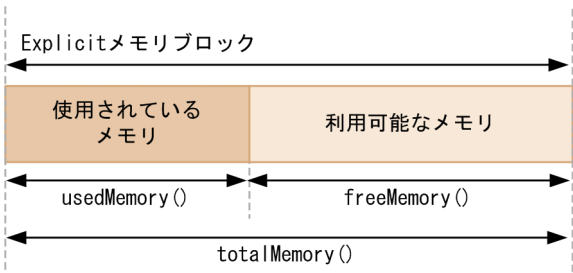 Explicitメモリブロック
使用されている
メモリ
利用可能なメモリ
usedMemory()
freeMemory()
totalMemory()